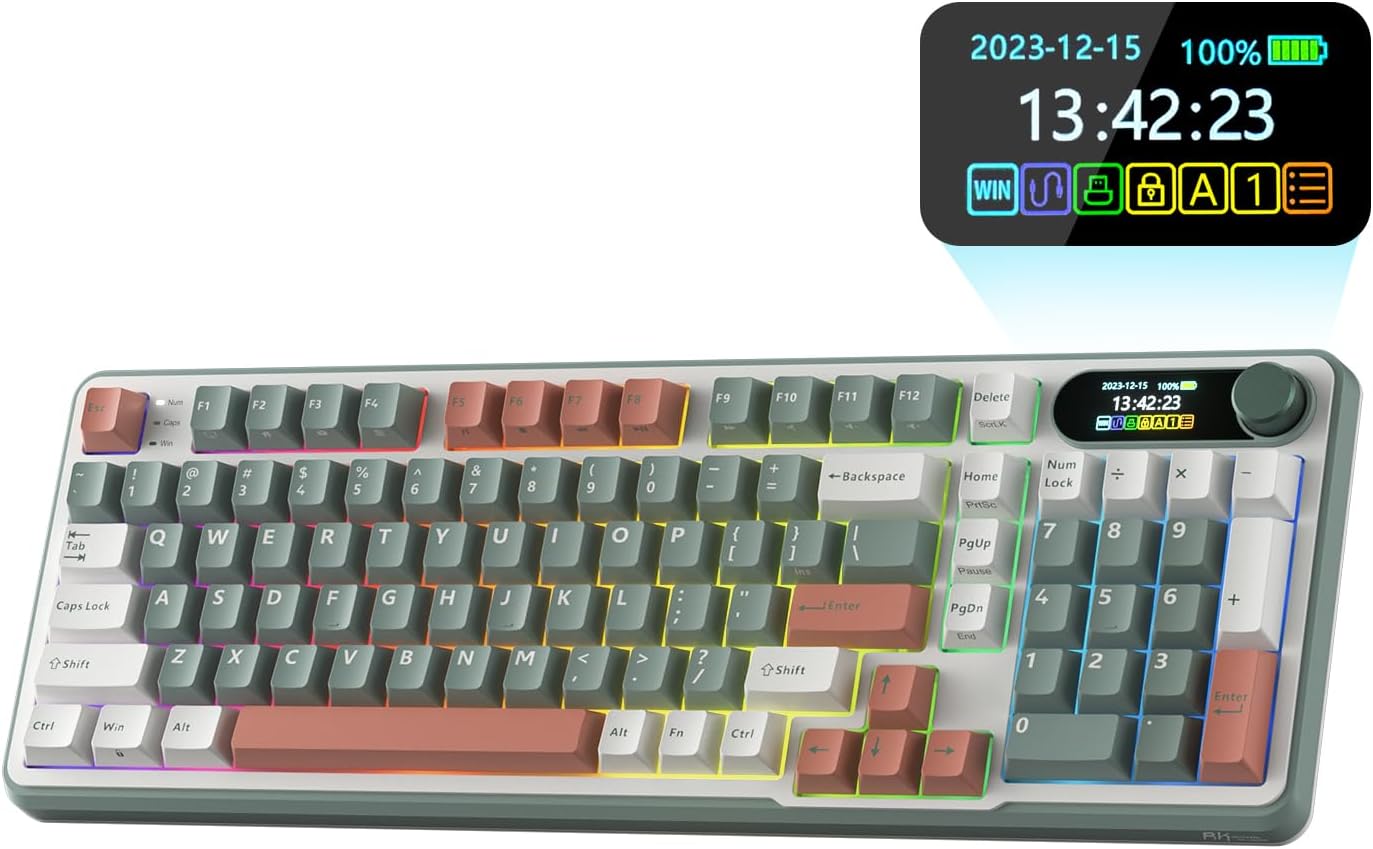 2023-12-15 100%
13:42:23
WIN A 1
Esc Num F1 F2 F3 F4 F5 F6 F7 F8 F9 F10 F11 F12 Delete 2023-12-15 100%
Caps ScrLK 13:42:23
Win A 1
~ ! @ # $ % ^ & * ( ) – + ←Backspace Home Num Lock ÷ × −
` 1 2 3 4 5 6 7 8 9 0 - = PrtSc
Tab Q W E R T Y U I O P { [ } ] | \ PgUp 7 8 9
Ins Pause
Caps Lock A S D F G H J K L : ; " ' Enter PgDn 4 5 6 +
End
⇧Shift Z X C V B N M < , > . ? / ⇧Shift ↑ 1 2 3 Enter
Ctrl Win Alt Alt Fn Ctrl ← ↓ → 0 .
RK